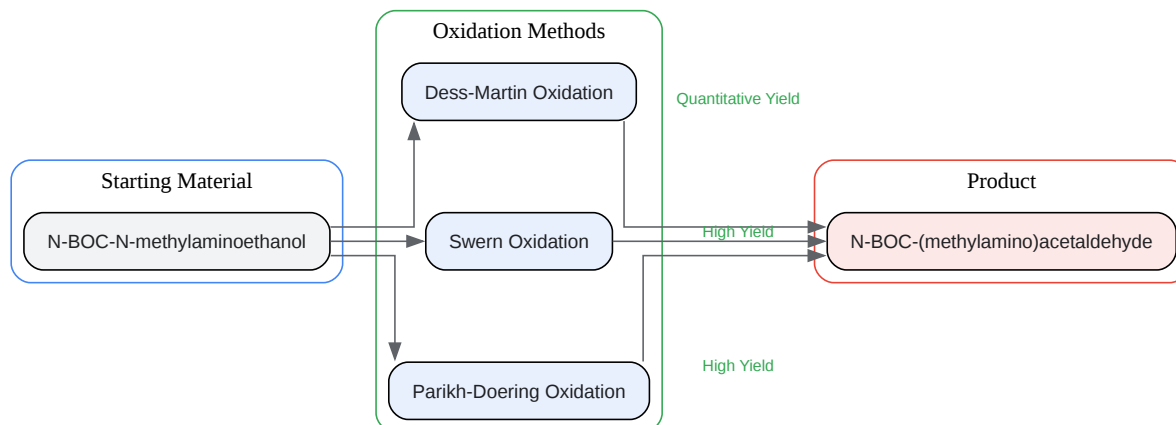 Oxidation Methods
Dess-Martin Oxidation
Quantitative Yield
Starting Material
Product
N-BOC-N-methylaminoethanol
Swern Oxidation
High Yield
N-BOC-(methylamino)acetaldehyde
High Yield
Parikh-Doering Oxidation